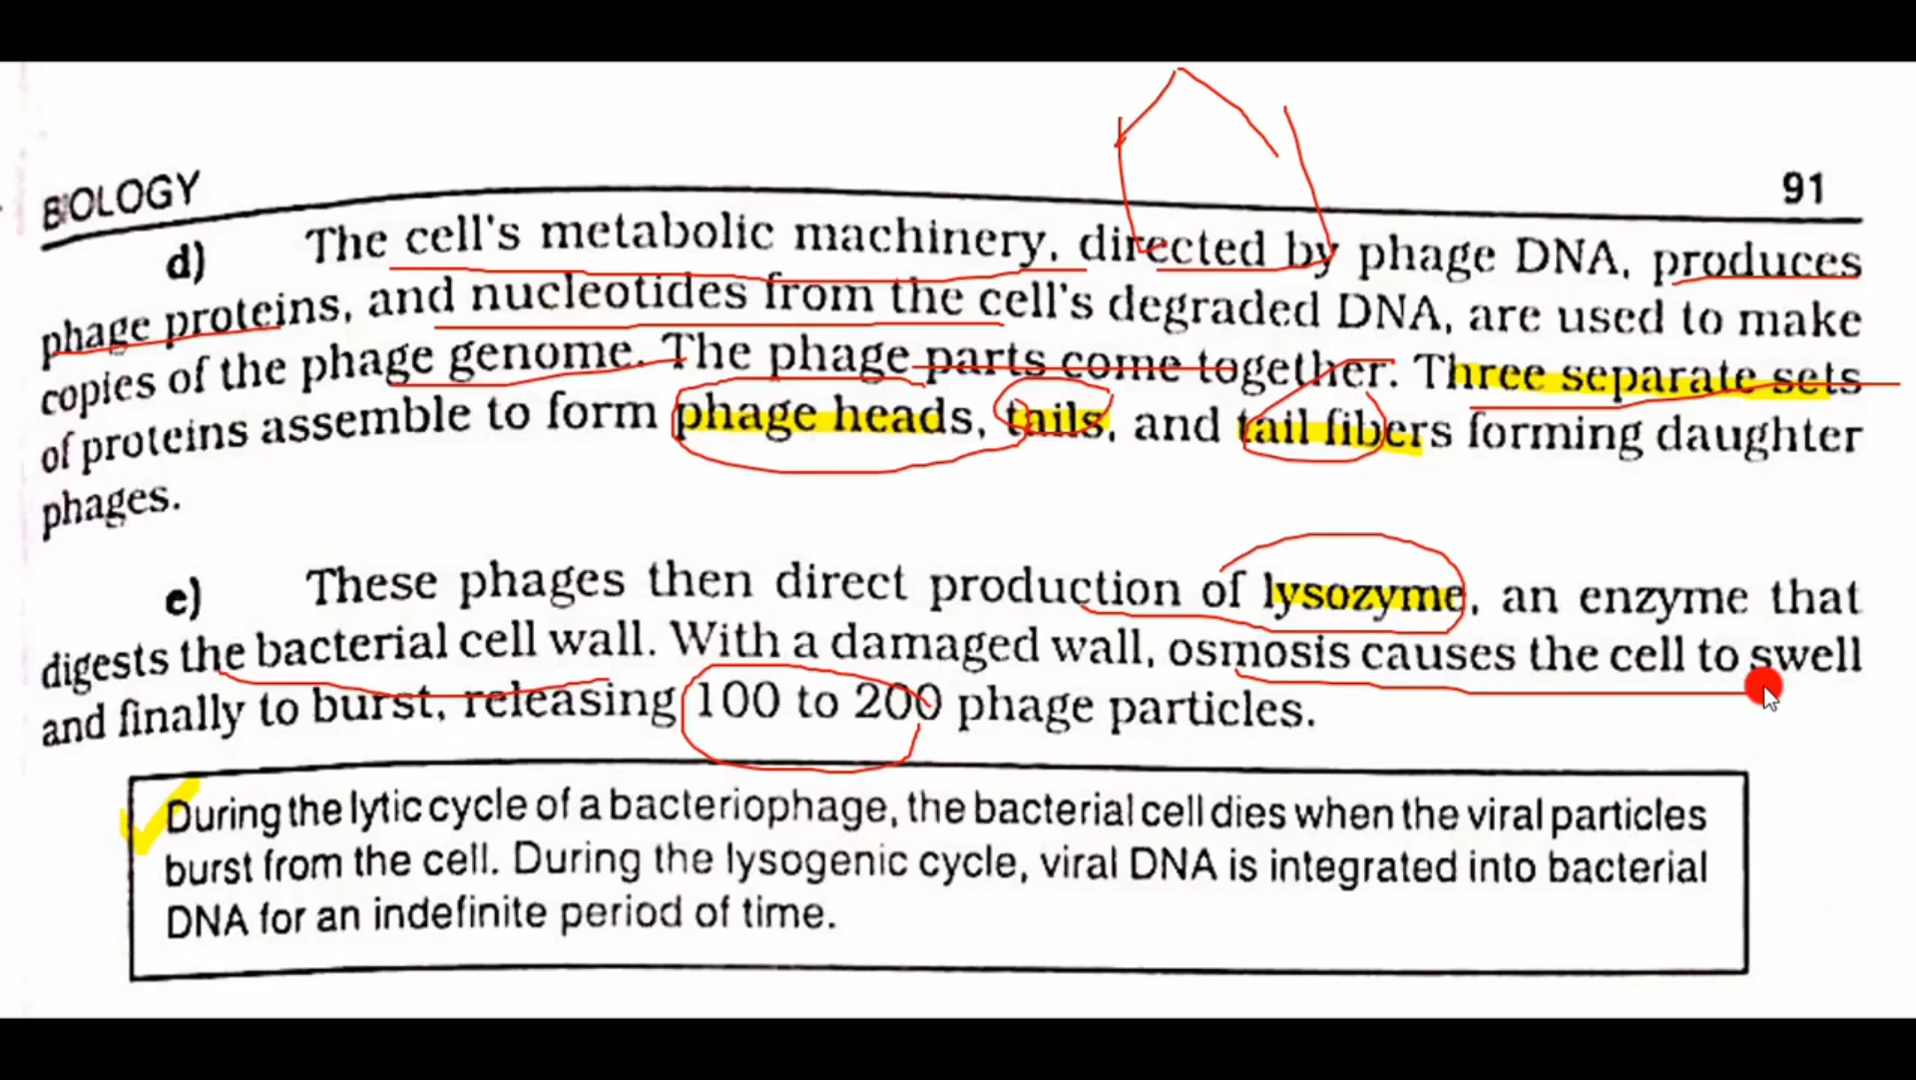 BIOLOGY 91
d) The cell's metabolic machinery, directed by phage DNA, produces
phage proteins, and nucleotides from the cell's degraded DNA, are used to make
copies of the phage genome. The phage parts come together. Three separate sets
of proteins assemble to form phage heads, tails, and tail fibers forming daughter
phages.
e) These phages then direct production of lysozyme, an enzyme that
digests the bacterial cell wall. With a damaged wall, osmosis causes the cell to swell
and finally to burst, releasing 100 to 200 phage particles.
During the lytic cycle of a bacteriophage, the bacterial cell dies when the viral particles
burst from the cell. During the lysogenic cycle, viral DNA is integrated into bacterial
DNA for an indefinite period of time.